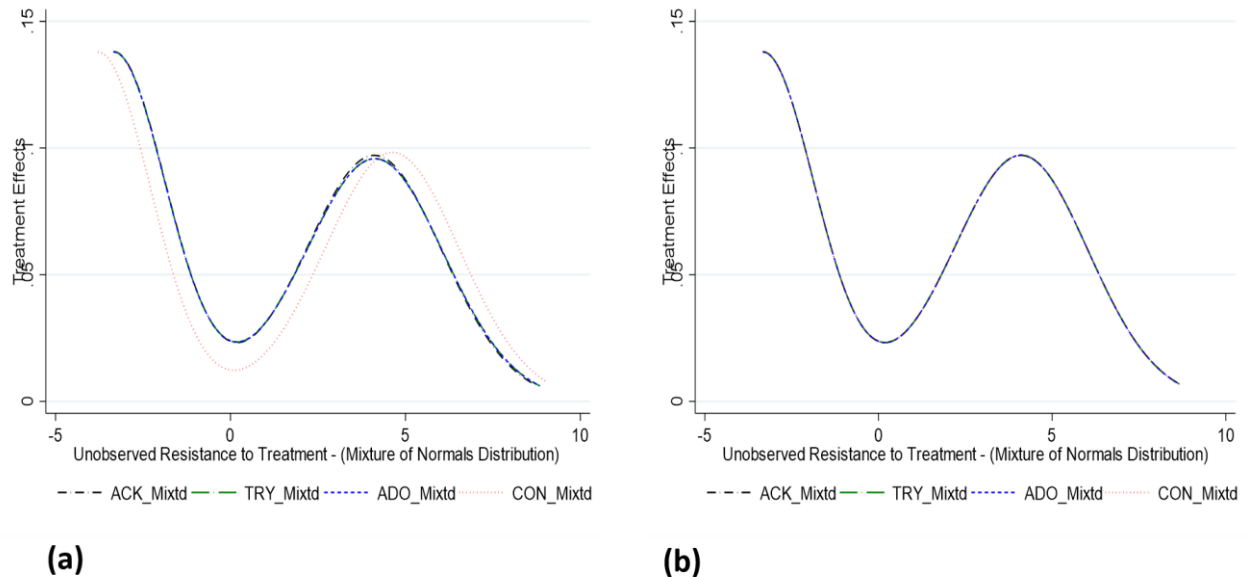 .15
.1
.05
0
Treatment Effects
-5 0 5 10
Unobserved Resistance to Treatment - (Mixture of Normals Distribution)
ACK_Mixtd TRY_Mixtd ADO_Mixtd CON_Mixtd
(a)
.15
.1
.05
0
Treatment Effects
-5 0 5 10
Unobserved Resistance to Treatment - (Mixture of Normals Distribution)
ACK_Mixtd TRY_Mixtd ADO_Mixtd CON_Mixtd
(b)